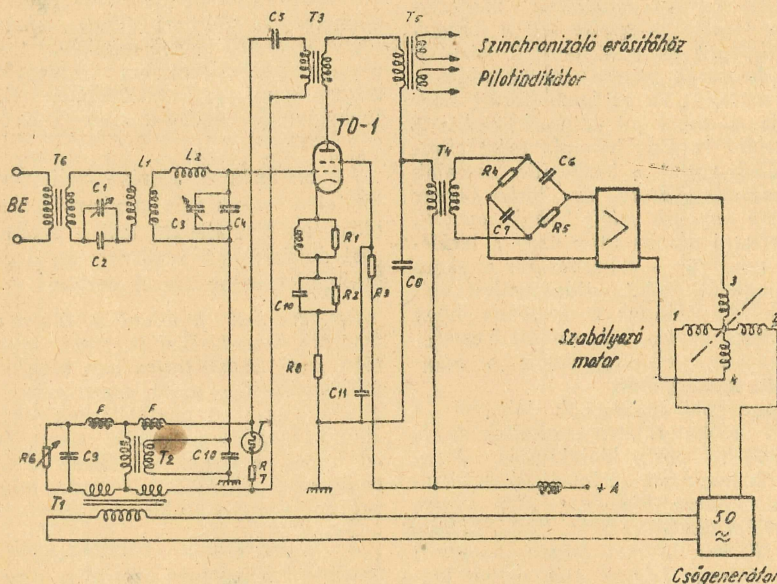 C5 T3 T5
Szinchronizáló erősítőhöz
Pilotindikátor
TO-1
T6 C1 L1 L2 T4 R4 C6
BE C3 C4 C7 R5
C2
R1
R2 R3 C8
C10
3
1 2
Szabályozó
motor
4
R8 C11
F F T
R6 C9 T2 C10 R
T
T1 + A
50
≈
Csőgenerátor